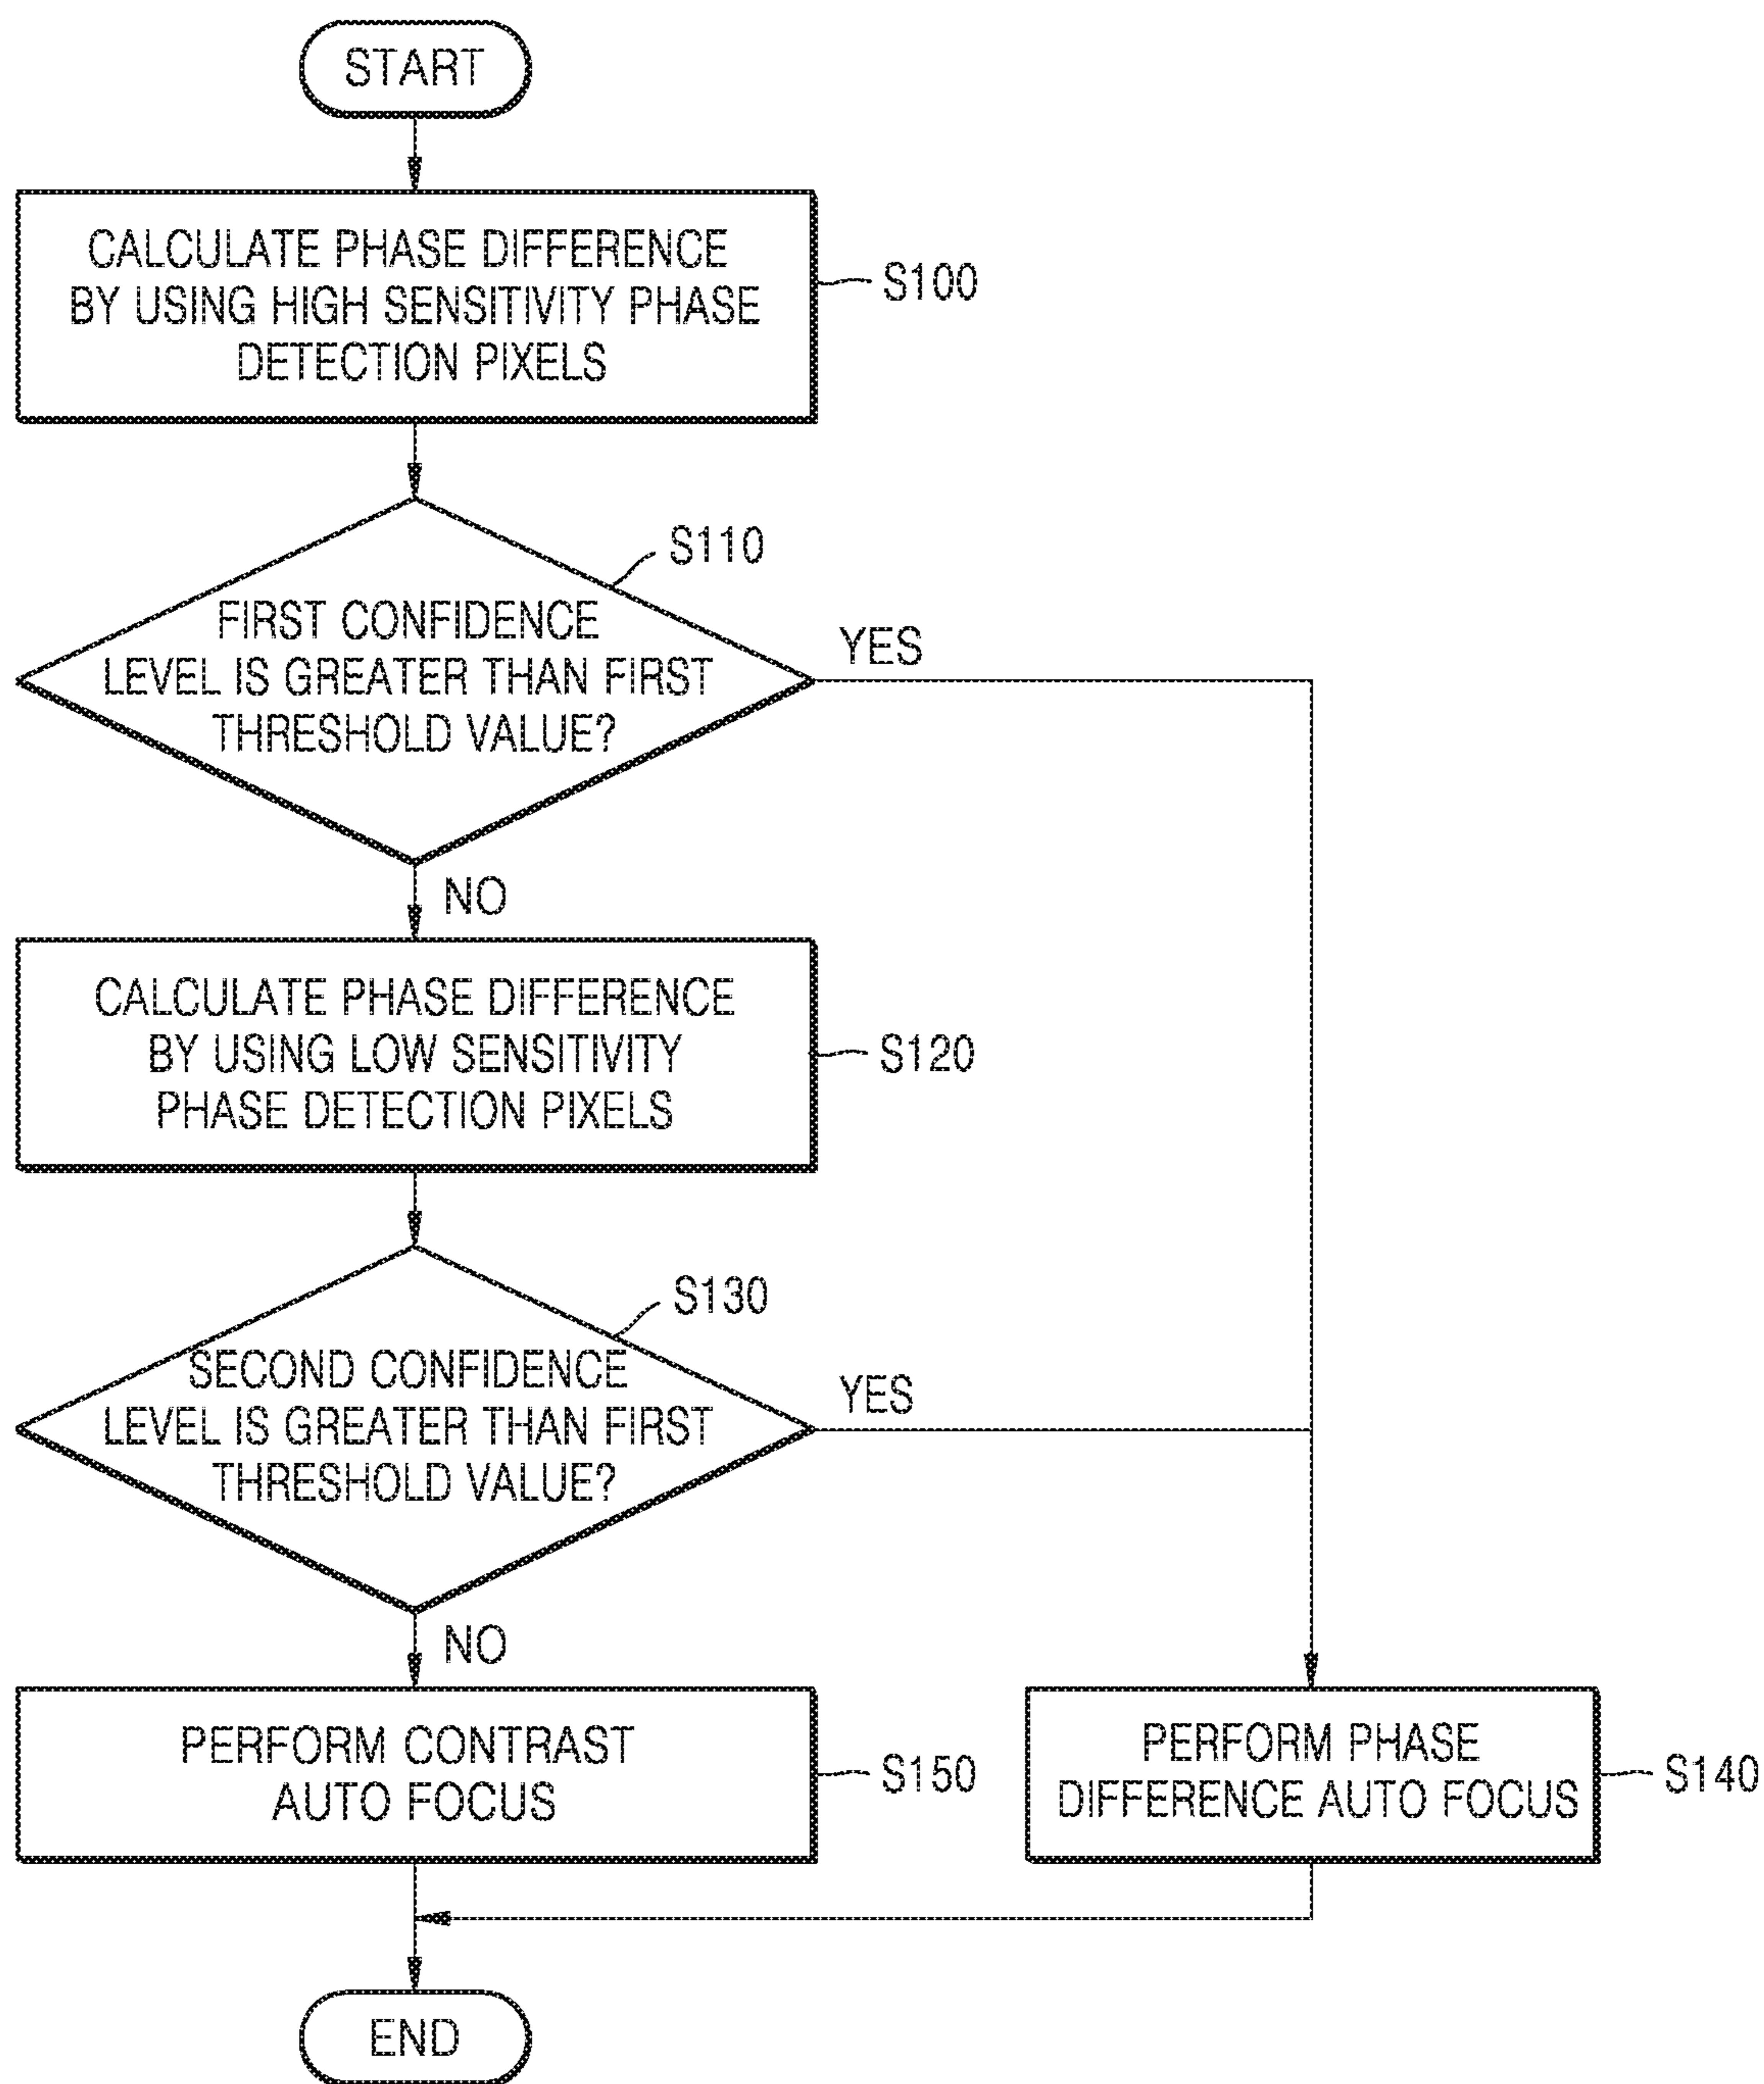 START
CALCULATE PHASE DIFFERENCE
BY USING HIGH SENSITIVITY PHASE
DETECTION PIXELS
S100
S110
FIRST CONFIDENCE
LEVEL IS GREATER THAN FIRST
THRESHOLD VALUE?
YES
NO
CALCULATE PHASE DIFFERENCE
BY USING LOW SENSITIVITY
PHASE DETECTION PIXELS
S120
S130
SECOND CONFIDENCE
LEVEL IS GREATER THAN FIRST
THRESHOLD VALUE?
YES
NO
PERFORM CONTRAST
AUTO FOCUS
S150
PERFORM PHASE
DIFFERENCE AUTO FOCUS
S140
END